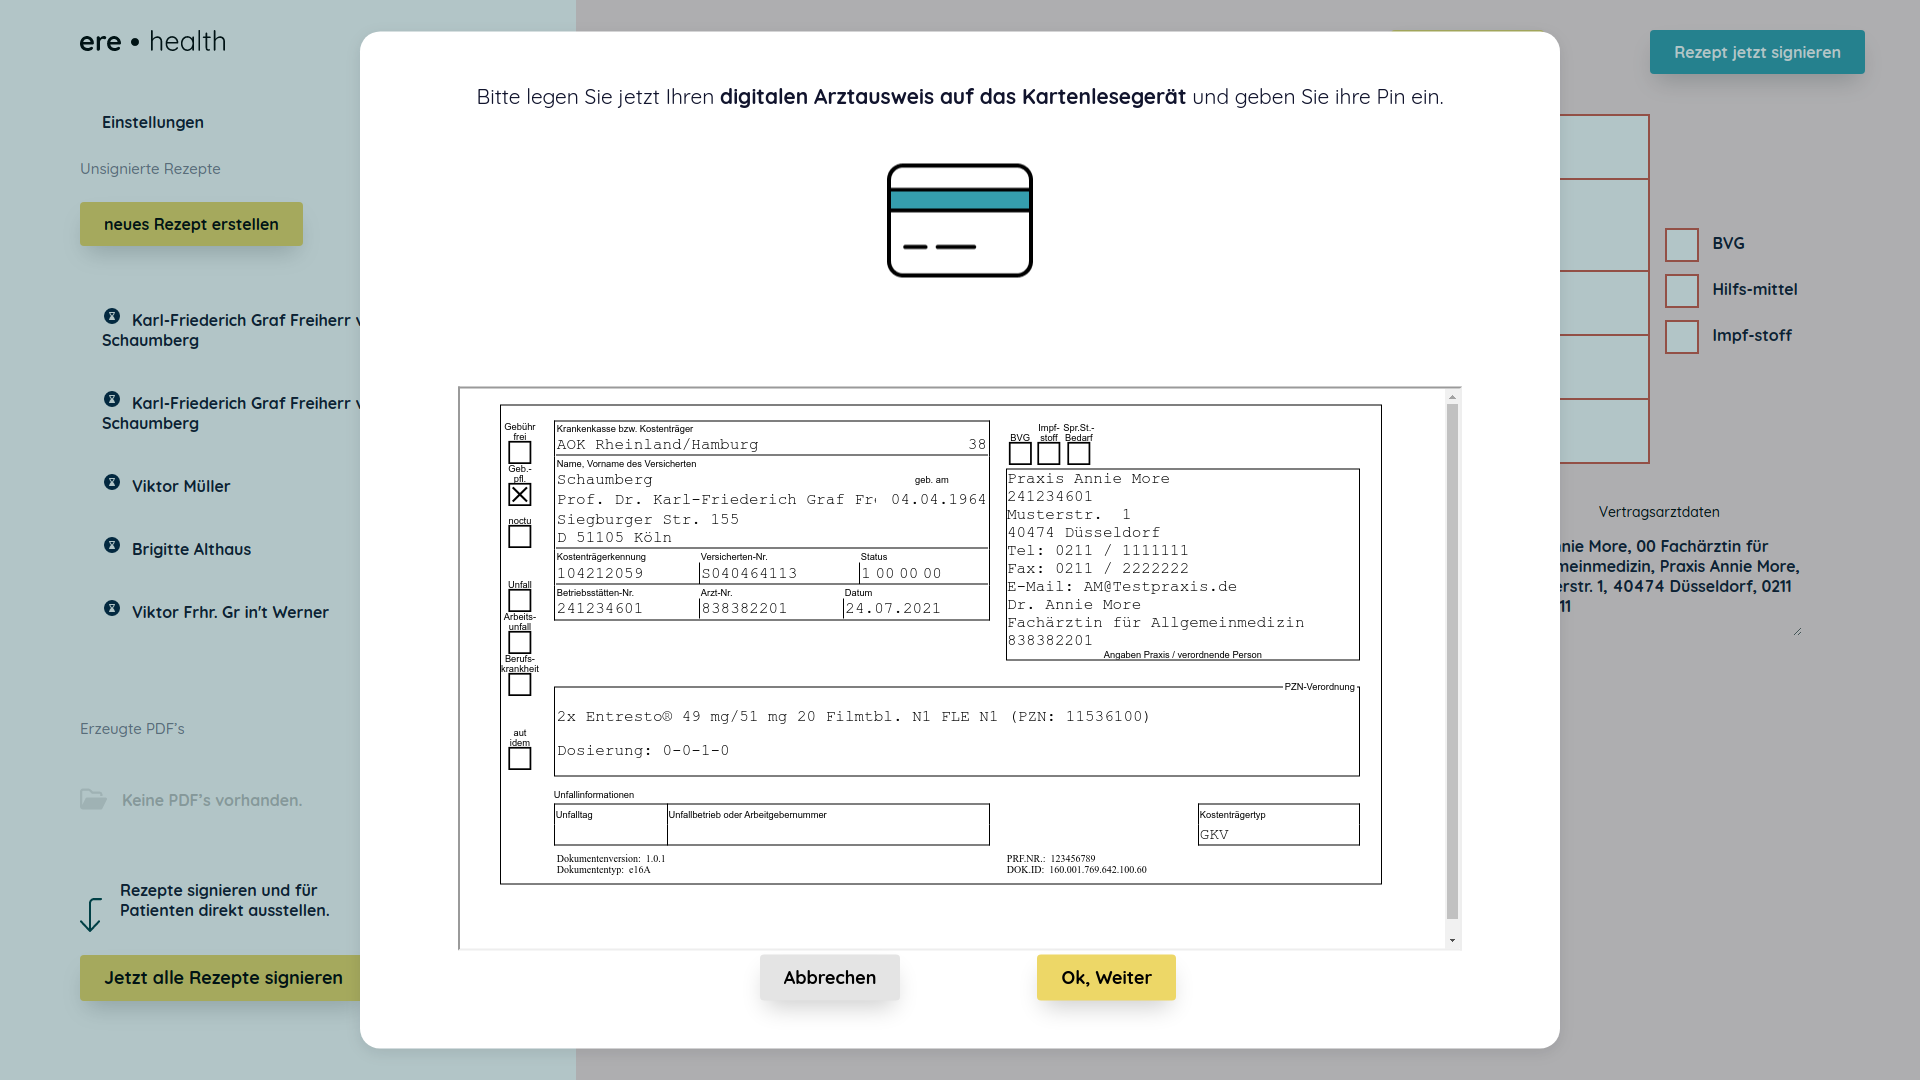 ere • health
Einstellungen
Unsignierte Rezepte
neues Rezept erstellen
Karl-Friederich Graf Freiherr
Schaumberg
Karl-Friederich Graf Freiherr
Schaumberg
Viktor Müller
Brigitte Althaus
Viktor Frhr. Gr in't Werner
Erzeugte PDF's
Keine PDF's vorhanden.
Rezepte signieren und für
Patienten direkt ausstellen.
Jetzt alle Rezepte signieren
Bitte legen Sie jetzt Ihren digitalen Arztausweis auf das Kartenlesegerät und geben Sie ihre Pin ein.
Gebühr
frei
Geb.-
pfl.
noctu
Unfall
Arbeits-
unfall
Berufs-
krankheit
aut
idem
Krankenkasse bzw. Kostenträger
AOK Rheinland/Hamburg 38
Name, Vorname des Versicherten
Schaumberg geb. am
Prof. Dr. Karl-Friederich Graf 04.04.1964
Siegburger Str. 155
D 51105 Köln
Kostenträgerkennung Versicherten-Nr. Status
104212059 S040464113 1 00 00 00
Betriebsstätten-Nr. Arzt-Nr. Datum
241234601 838382201 24.07.2021
BVG Impf-stoff Spr.St.-Bedarf
Praxis Annie More
241234601
Musterstr. 1
40474 Düsseldorf
Tel: 0211 / 1111111
Fax: 0211 / 2222222
E-Mail: AM@Testpraxis.de
Dr. Annie More
Fachärztin für Allgemeinmedizin
838382201
Angaben Praxis / verordnende Person
PZN-Verordnung
2x Entresto® 49 mg/51 mg 20 Filmtbl. N1 FLE N1 (PZN: 11536100)
Dosierung: 0-0-1-0
Unfallinformationen
Unfalltag Unfallbetrieb oder Arbeitgebernummer
Kostenträgertyp
GKV
Dokumentenversion: 1.0.1
Dokumententyp: e16A
PRF.NR.: 123456789
DOK.ID: 160.001.769.642.100.60
Abbrechen
Ok, Weiter
Rezept jetzt signieren
BVG
Hilfs-mittel
Impf-stoff
Vertragsarztdaten
More, 00 Fachärztin für
Praxis Annie More,
1, 40474 Düsseldorf, 0211